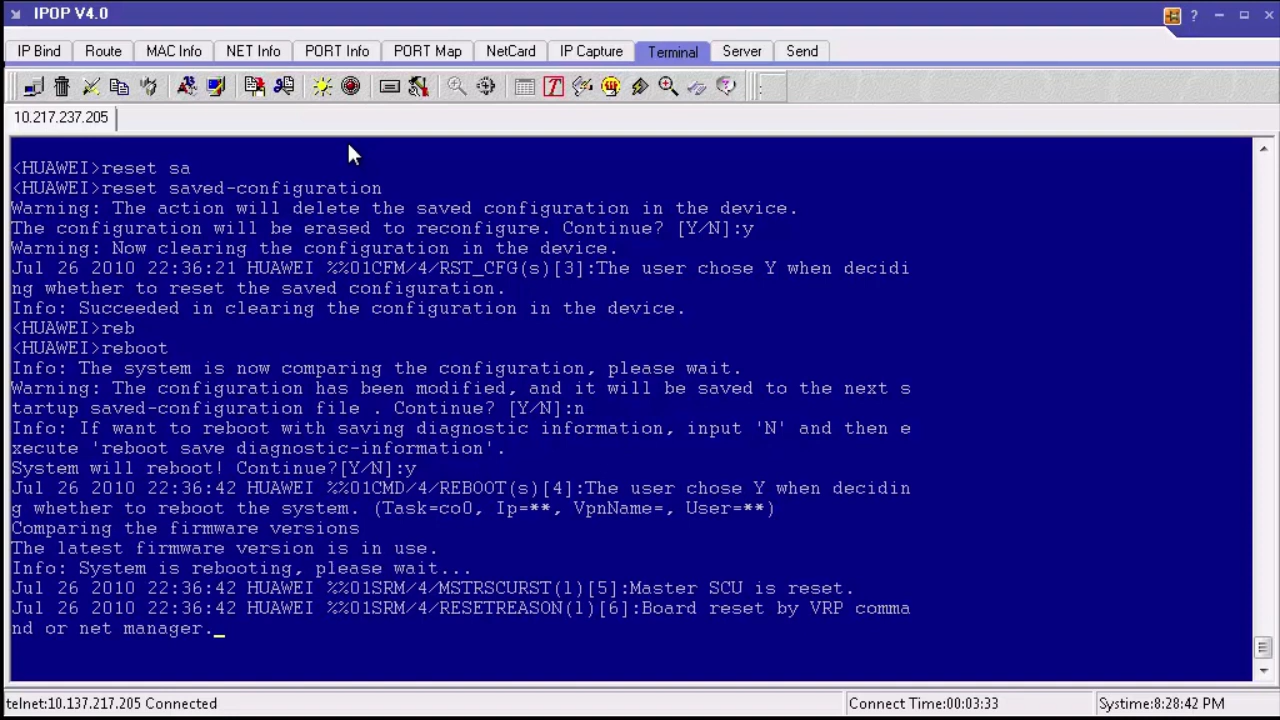 IPOP V4.0
IP Bind Route MAC Info NET Info PORT Info PORT Map NetCard IP Capture Terminal Server Send
10.217.237.205
<HUAWEI>reset sa
<HUAWEI>reset saved-configuration
Warning: The action will delete the saved configuration in the device.
The configuration will be erased to reconfigure. Continue? [Y/N]:y
Warning: Now clearing the configuration in the device.
Jul 26 2010 22:36:21 HUAWEI %%01CFM/4/RST_CFG(s)[3]:The user chose Y when decidi
ng whether to reset the saved configuration.
Info: Succeeded in clearing the configuration in the device.
<HUAWEI>reb
<HUAWEI>reboot
Info: The system is now comparing the configuration, please wait.
Warning: The configuration has been modified, and it will be saved to the next s
tartup saved-configuration file . Continue? [Y/N]:n
Info: If want to reboot with saving diagnostic information, input 'N' and then e
xecute 'reboot save diagnostic-information'.
System will reboot! Continue?[Y/N]:y
Jul 26 2010 22:36:42 HUAWEI %%01CMD/4/REBOOT(s)[4]:The user chose Y when decidin
g whether to reboot the system. (Task=co0, Ip=**, VpnName=, User=**)
Comparing the firmware versions
The latest firmware version is in use.
Info: System is rebooting, please wait...
Jul 26 2010 22:36:42 HUAWEI %%01SRM/4/MSTRSCURST(l)[5]:Master SCU is reset.
Jul 26 2010 22:36:42 HUAWEI %%01SRM/4/RESETREASON(l)[6]:Board reset by VRP comma
nd or net manager._
telnet:10.137.217.205 Connected Connect Time:00:03:33 Systime:8:28:42 PM